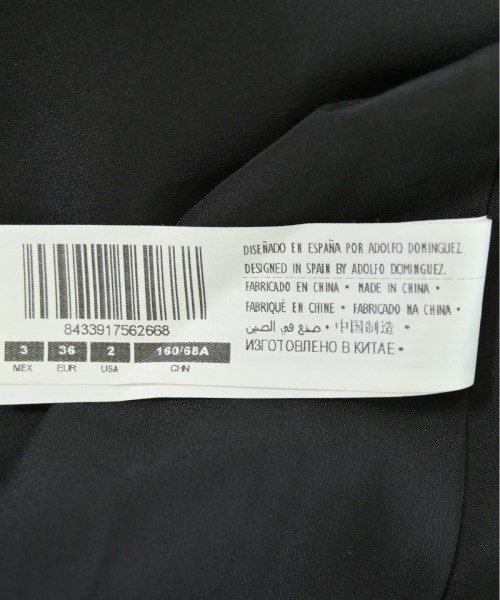 8433917562668
3 36 2 160/68A
MEX EUR USA CHN
DISEÑADO EN ESPAÑA POR ADOLFO DOMINGUEZ
DESIGNED IN SPAIN BY ADOLFO DOMINGUEZ.
FABRICADO EN CHINA • MADE IN CHINA •
FABRIQUÉ EN CHINE • FABRICADO NA CHINA •
صنع في الصين • 中国制造 •
ИЗГОТОВЛЕНО В КИТАЕ •